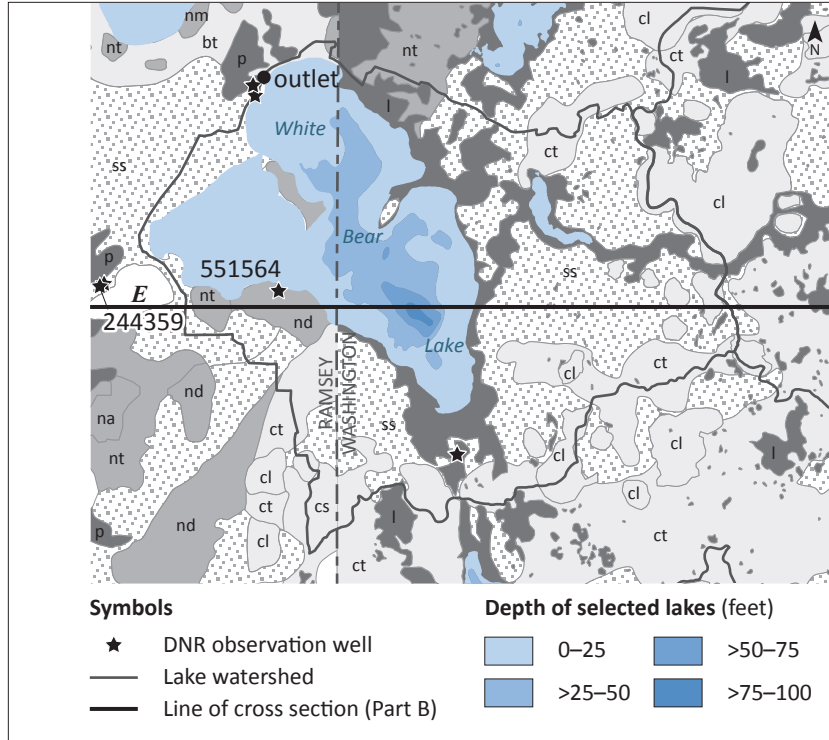 nm
nt
bt
p
outlet
White
nt
l
cl
ct
l
N
ct
ss
cl
Bear
ss
p
551564
E
nt
244359
nd
Lake
RAMSEY
WASHINGTON
nd
na
nt
ct
ss
cl
ct
cl
cl
l
cl
ct
cs
cl
nd
p
cl
l
ct
ct
Symbols
DNR observation well
Lake watershed
Line of cross section (Part B)
Depth of selected lakes (feet)
0–25
>50–75
>25–50
>75–100